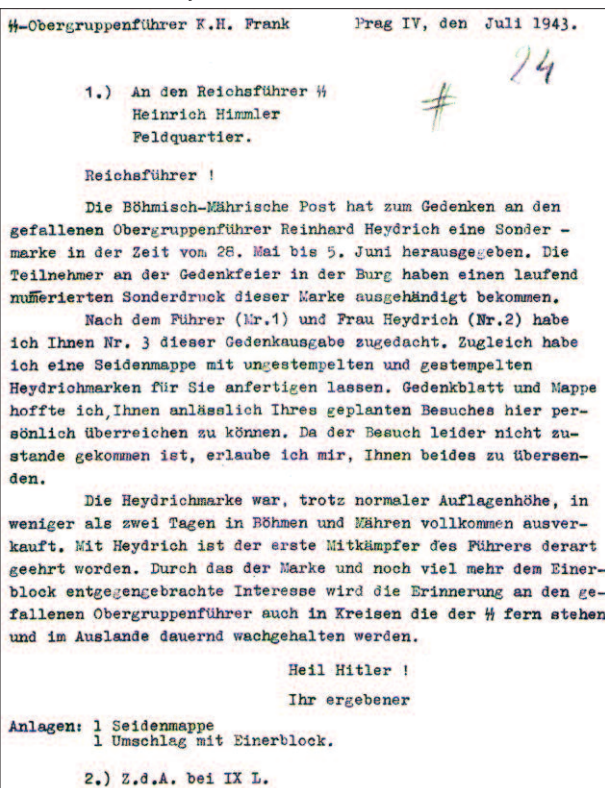 ᛋᛋ-Obergruppenführer K.H. Frank Prag IV, den Juli 1943.
24
#
1.) An den Reichsführer ᛋᛋ
Heinrich Himmler
Feldquartier.
Reichsführer !
Die Böhmisch-Mährische Post hat zum Gedenken an den
gefallenen Obergruppenführer Reinhard Heydrich eine Sonder -
marke in der Zeit vom 28. Mai bis 5. Juni herausgegeben. Die
Teilnehmer an der Gedenkfeier in der Burg haben einen laufend
numerierten Sonderdruck dieser Marke ausgehändigt bekommen.
Nach dem Führer (Nr.1) und Frau Heydrich (Nr.2) habe
ich Ihnen Nr. 3 dieser Gedenkausgabe zugedacht. Zugleich habe
ich eine Seidenmappe mit ungestempelten und gestempelten
Heydrichmarken für Sie anfertigen lassen. Gedenkblatt und Mappe
hoffte ich,Ihnen anlässlich Ihres geplanten Besuches hier per-
sönlich überreichen zu können. Da der Besuch leider nicht zu-
stande gekommen ist, erlaube ich mir, Ihnen beides zu übersen-
den.
Die Heydrichmarke war, trotz normaler Auflagenhöhe, in
weniger als zwei Tagen in Böhmen und Mähren vollkommen ausver-
kauft. Mit Heydrich ist der erste Mitkämpfer des Führers derart
geehrt worden. Durch das der Marke und noch viel mehr dem Einer-
block entgegengebrachte Interesse wird die Erinnerung an den ge-
fallenen Obergruppenführer auch in Kreisen die der ᛋᛋ fern stehen
und im Auslande dauernd wachgehalten werden.
Heil Hitler !
Ihr ergebener
Anlagen: 1 Seidenmappe
1 Umschlag mit Einerblock.
2.) Z.d.A. bei IX L.